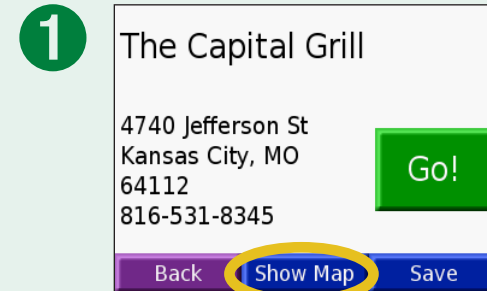 1
The Capital Grill
4740 Jefferson St
Kansas City, MO
64112
816-531-8345
Go!
Back Show Map Save